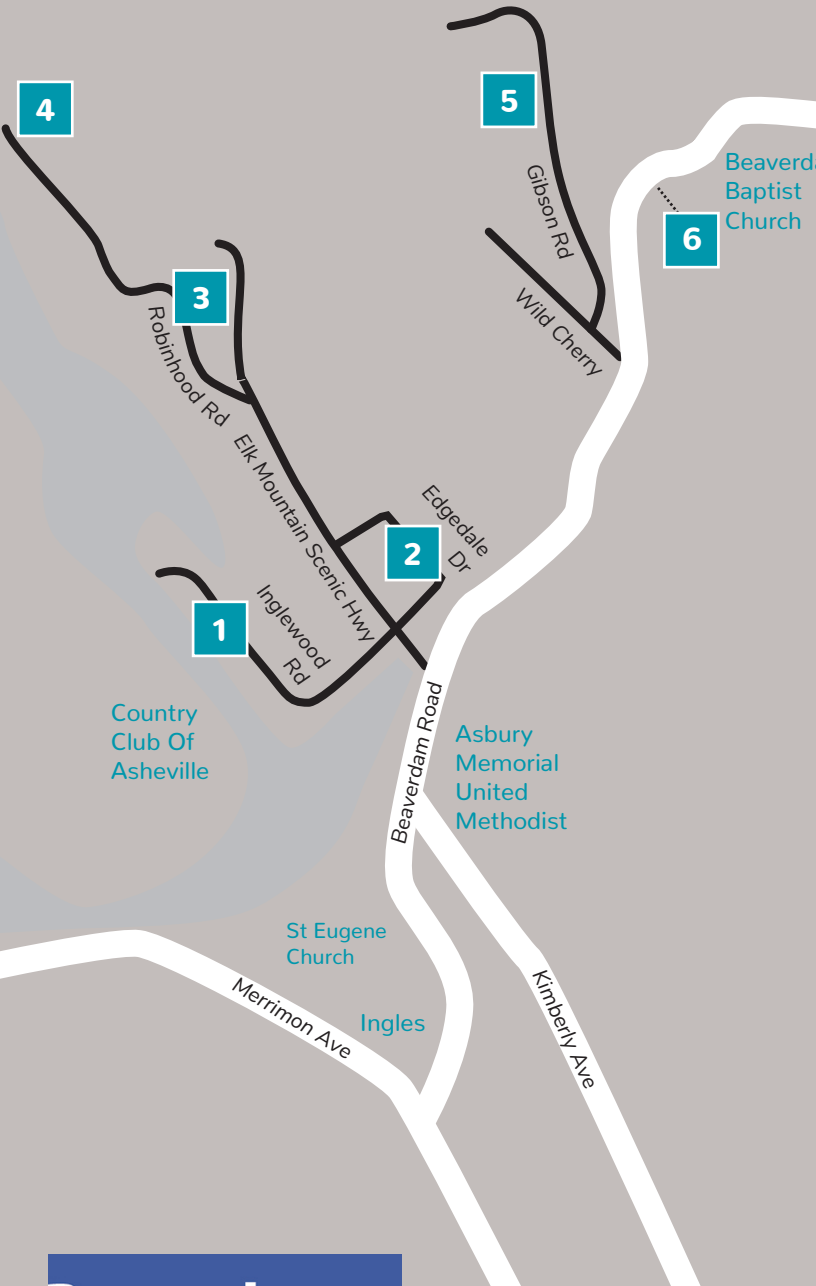 5
4
Beaverda
Baptist
Church
6
Gibson Rd
3
Wild Cherry
Robinhood Rd
Elk Mountain Scenic Hwy
Edgedale
Dr
2
1
Inglewood
Rd
Country
Club Of
Asheville
Beaverdam Road
Asbury
Memorial
United
Methodist
St Eugene
Church
Merrimon Ave
Ingles
Kimberly Ave